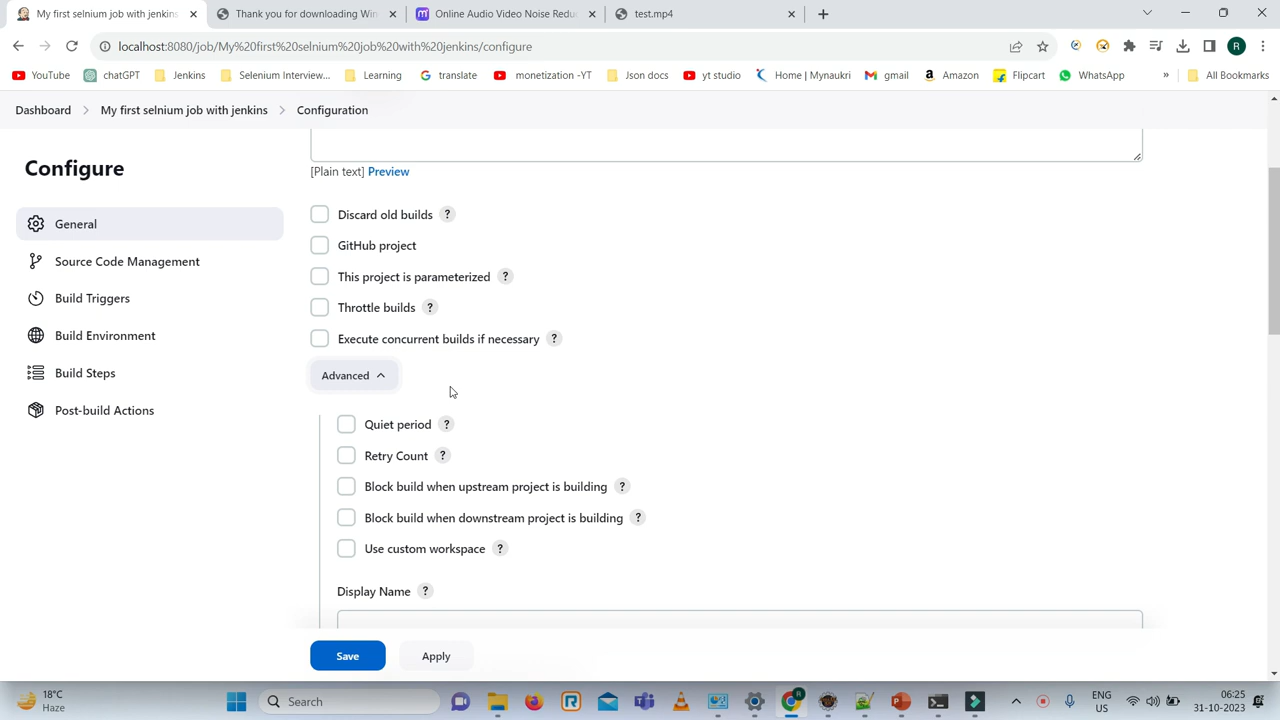 My first selnium job with jenkins
Thank you for downloading Win
Online Audio Video Noise Redu
test.mp4
localhost:8080/job/My%20first%20selnium%20job%20with%20jenkins/configure
R
YouTube
chatGPT
Jenkins
Selenium Interview...
Learning
translate
monetization -YT
Json docs
yt studio
Home | Mynaukri
gmail
Amazon
Flipcart
WhatsApp
»
All Bookmarks
Dashboard > My first selnium job with jenkins > Configuration
Configure
General
Source Code Management
Build Triggers
Build Environment
Build Steps
Post-build Actions
[Plain text] Preview
Discard old builds ?
GitHub project
This project is parameterized ?
Throttle builds ?
Execute concurrent builds if necessary ?
Advanced
Quiet period ?
Retry Count ?
Block build when upstream project is building ?
Block build when downstream project is building ?
Use custom workspace ?
Display Name ?
Save
Apply
18°C
Haze
Search
ENG
US
06:25
31-10-2023